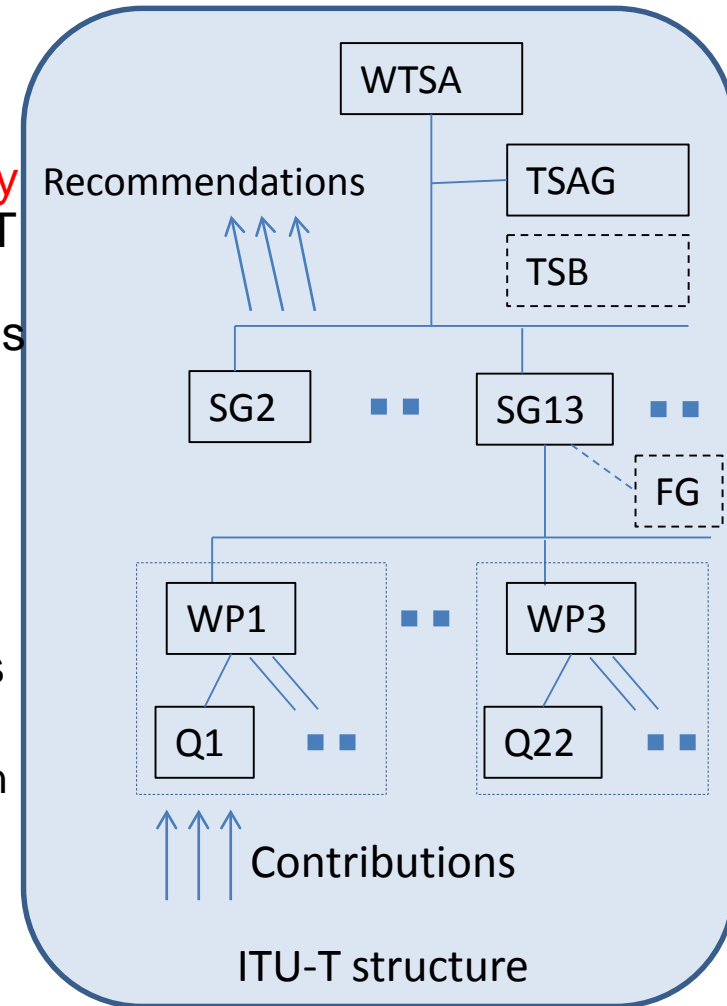 WTSA
y
Recommendations
TSAG
T
TSB
s
SG2
SG13
FG
WP1
WP3
s
Q1
Q22
n
Contributions
ITU-T structure